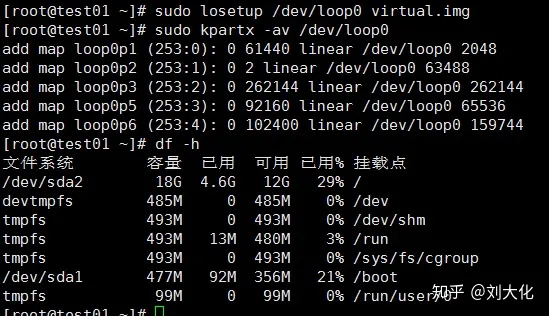 [root@test01 ~]# sudo losetup /dev/loop0 virtual.img
[root@test01 ~]# sudo kpartx -av /dev/loop0
add map loop0p1 (253:0): 0 61440 linear /dev/loop0 2048
add map loop0p2 (253:1): 0 2 linear /dev/loop0 63488
add map loop0p3 (253:2): 0 262144 linear /dev/loop0 262144
add map loop0p5 (253:3): 0 92160 linear /dev/loop0 65536
add map loop0p6 (253:4): 0 102400 linear /dev/loop0 159744
[root@test01 ~]# df -h
文件系统 容量 已用 可用 已用% 挂载点
/dev/sda2 18G 4.6G 12G 29% /
devtmpfs 485M 0 485M 0% /dev
tmpfs 493M 0 493M 0% /dev/shm
tmpfs 493M 13M 480M 3% /run
tmpfs 493M 0 493M 0% /sys/fs/cgroup
/dev/sda1 477M 92M 356M 21% /boot
tmpfs 99M 0 99M 0% /run/user/0
[root@test01 ~]#
知乎 @刘大化